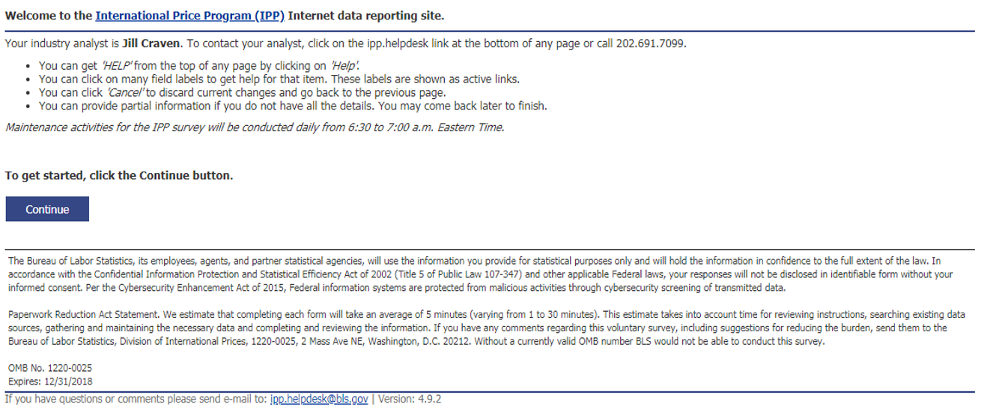 Welcome to the International Price Program (IPP) Internet data reporting site.
Your industry analyst is Jill Craven. To contact your analyst, click on the ipp.helpdesk link at the bottom of any page or call 202.691.7099.
• You can get 'HELP' from the top of any page by clicking on 'Help'.
• You can click on many field labels to get help for that item. These labels are shown as active links.
• You can click 'Cancel' to discard current changes and go back to the previous page.
• You can provide partial information if you do not have all the details. You may come back later to finish.
Maintenance activities for the IPP survey will be conducted daily from 6:30 to 7:00 a.m. Eastern Time.
To get started, click the Continue button.
Continue
The Bureau of Labor Statistics, its employees, agents, and partner statistical agencies, will use the information you provide for statistical purposes only and will hold the information in confidence to the full extent of the law. In
accordance with the Confidential Information Protection and Statistical Efficiency Act of 2002 (Title 5 of Public Law 107-347) and other applicable Federal laws, your responses will not be disclosed in identifiable form without your
informed consent. Per the Cybersecurity Enhancement Act of 2015, Federal information systems are protected from malicious activities through cybersecurity screening of transmitted data.
Paperwork Reduction Act Statement. We estimate that completing each form will take an average of 5 minutes (varying from 1 to 30 minutes). This estimate takes into account time for reviewing instructions, searching existing data
sources, gathering and maintaining the necessary data and completing and reviewing the information. If you have any comments regarding this voluntary survey, including suggestions for reducing the burden, send them to the
Bureau of Labor Statistics, Division of International Prices, 1220-0025, 2 Mass Ave NE, Washington, D.C. 20212. Without a currently valid OMB number BLS would not be able to conduct this survey.
OMB No. 1220-0025
Expires: 12/31/2018
If you have questions or comments please send e-mail to: ipp.helpdesk@bls.gov | Version: 4.9.2